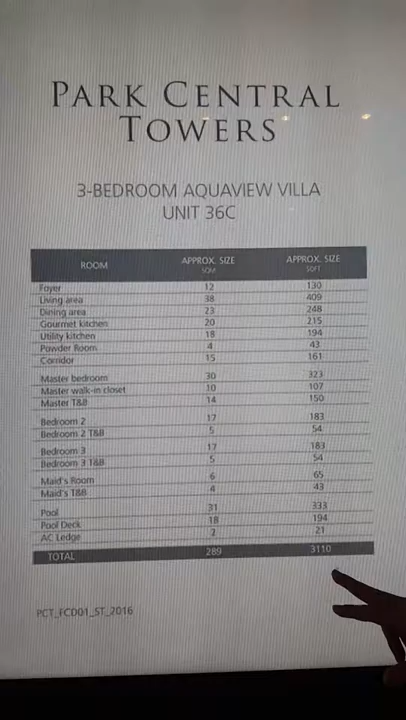 PARK CENTRAL
TOWERS
3-BEDROOM AQUAVIEW VILLA
UNIT 36C
ROOM APPROX. SIZE SQM APPROX. SIZE SQFT
Foyer 12 130
Living area 38 409
Dining area 23 248
Gourmet kitchen 20 215
Utility kitchen 18 194
Powder Room 4 43
Corridor 15 161
Master bedroom 30 323
Master walk-in closet 10 107
Master T&B 14 150
Bedroom 2 17 183
Bedroom 2 T&B 5 54
Bedroom 3 17 183
Bedroom 3 T&B 5 54
Maid's Room 6 65
Maid's T&B 4 43
Pool 31 333
Pool Deck 18 194
AC Ledge 2 21
TOTAL 289 3110
PCT_FCD01_ST_2016